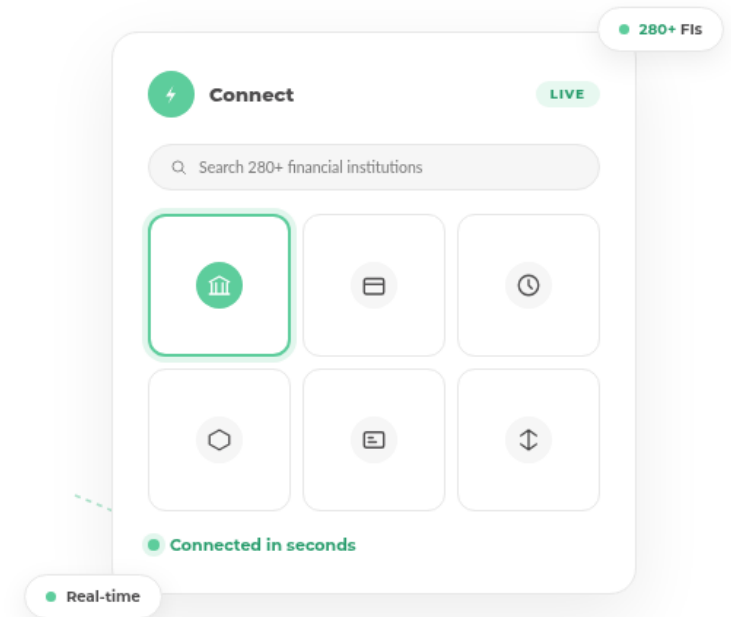 280+ FIs
Connect
LIVE
Search 280+ financial institutions
Connected in seconds
Real-time